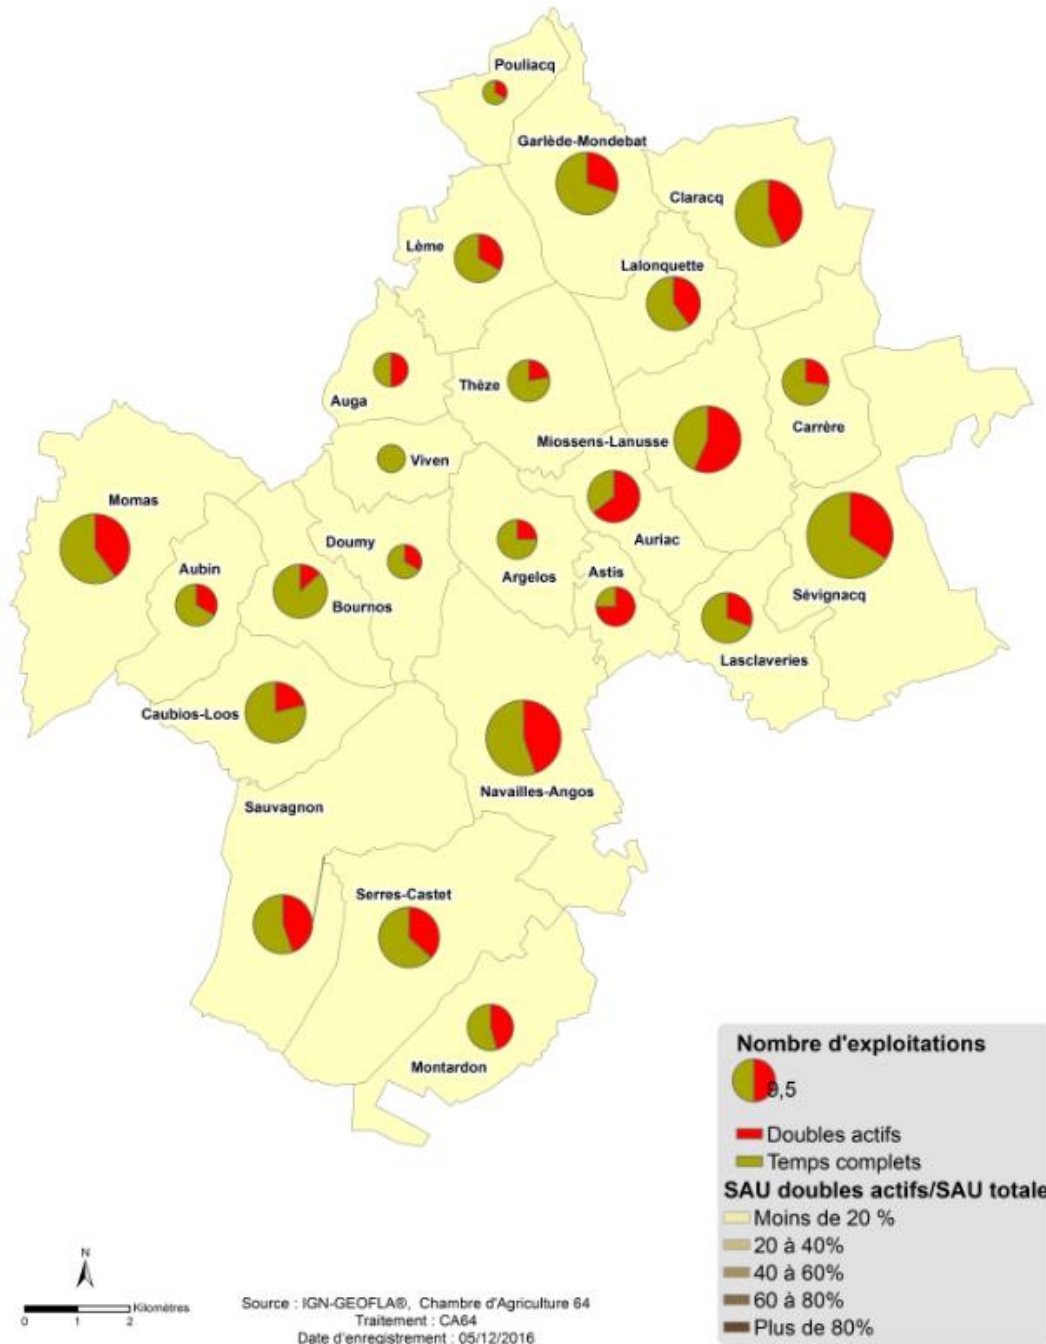 Pouliacq
Garlède-Mondebat
Claracq
Lème
Lalonquette
Thèze
Auga
Carrère
Miossens-Lanusse
Viven
Momas
Doumy
Auriac
Aubin
Argelos
Astis
Bournos
Sévignacq
Lasclaveries
Caubios-Loos
Navailles-Angos
Sauvagnon
Serres-Castet
Montardon
Nombre d'exploitations
9,5
Doubles actifs
Temps complets
SAU doubles actifs/SAU totale
Moins de 20 %
20 à 40%
40 à 60%
60 à 80%
Plus de 80%
N
Kilomètres
0 1 2
Source : IGN-GEOFLA®, Chambre d'Agriculture 64
Traitement : CA64
Date d'enregistrement : 05/12/2016